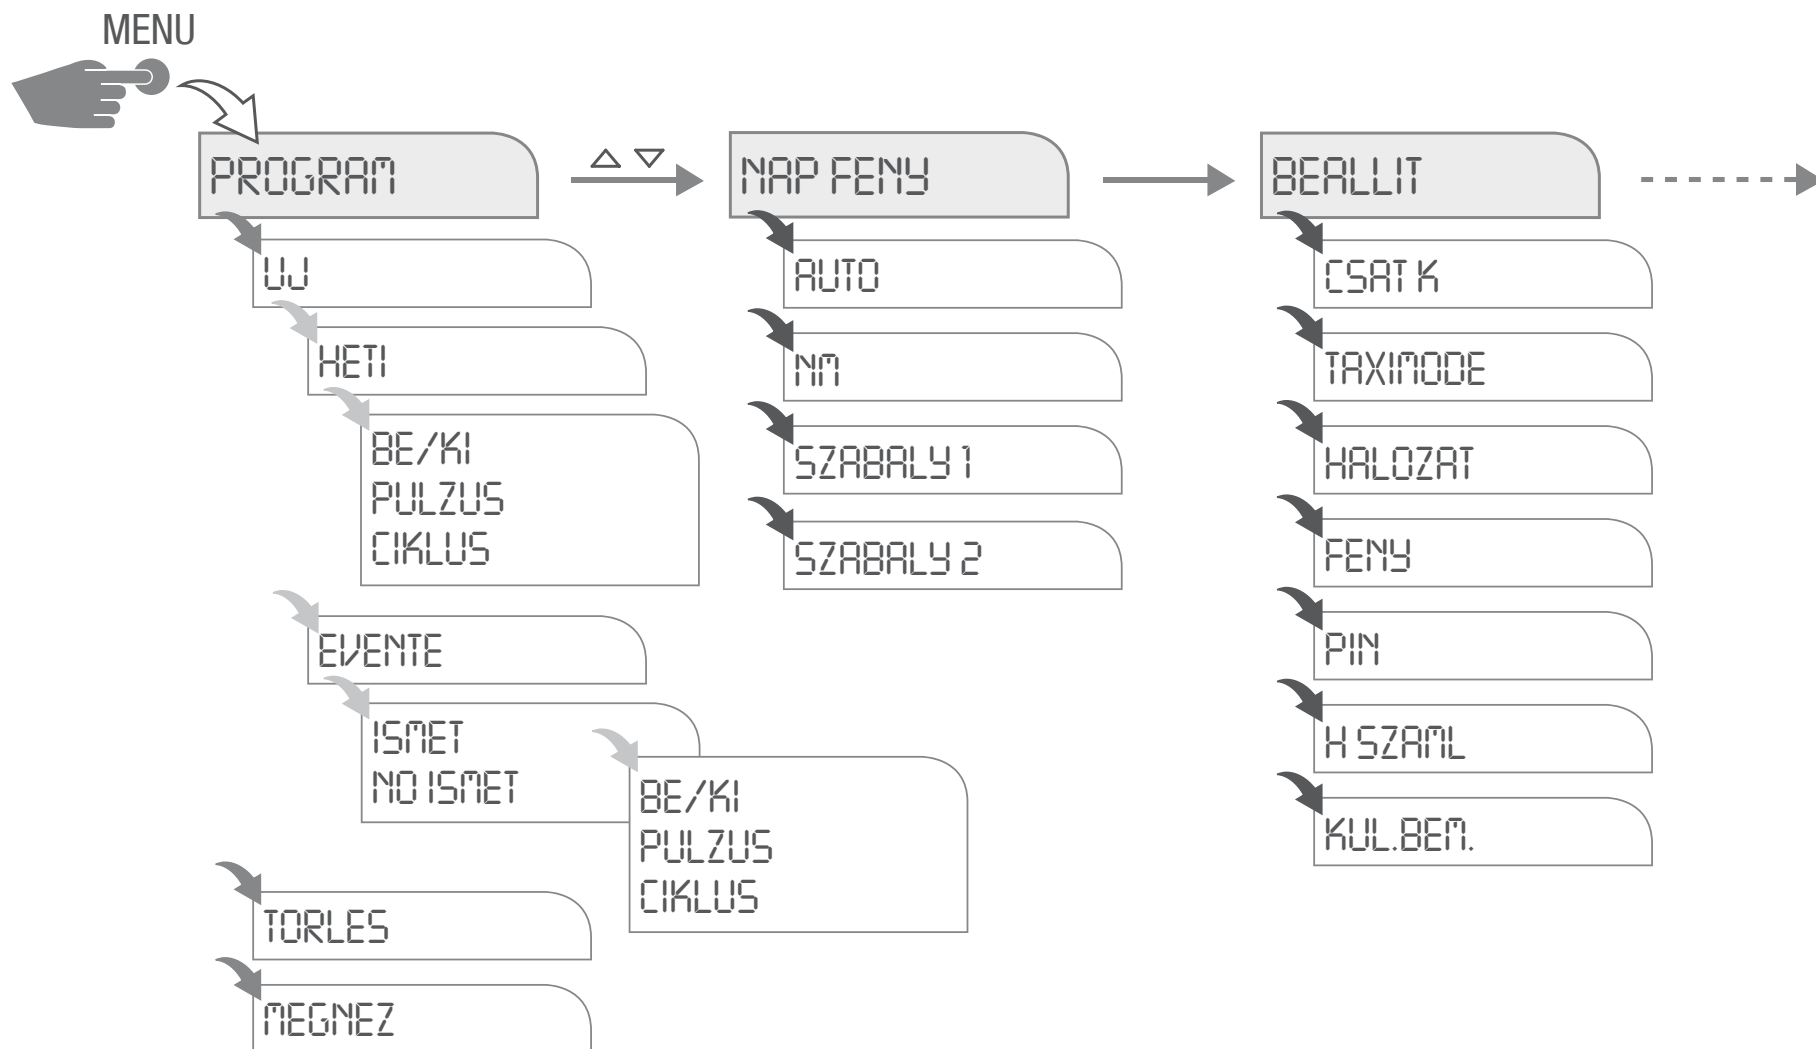 MENU
PROGRAM
UJ
HETI
BE/KI
PULZUS
CIKLUS
EVENTE
ISMET
NO ISMET
BE/KI
PULZUS
CIKLUS
TORLES
MEGNEZ
NAP FENY
AUTO
NM
SZABALY 1
SZABALY 2
BEALLIT
CSAT K
TAXIMODE
HALOZAT
FENY
PIN
H SZAML
KUL.BEM.